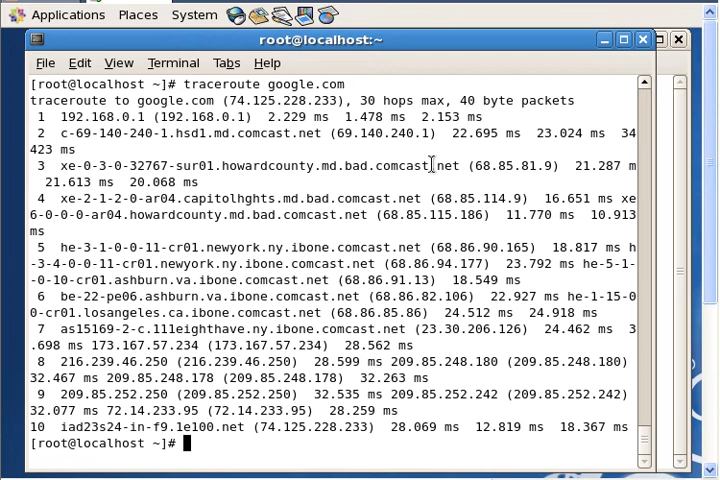 Applications Places System
root@localhost:~
File Edit View Terminal Tabs Help
[root@localhost ~]# traceroute google.com
traceroute to google.com (74.125.228.233), 30 hops max, 40 byte packets
1 192.168.0.1 (192.168.0.1) 2.229 ms 1.478 ms 2.153 ms
2 c-69-140-240-1.hsd1.md.comcast.net (69.140.240.1) 22.695 ms 23.024 ms 34
423 ms
3 xe-0-3-0-32767-sur01.howardcounty.md.bad.comcast.net (68.85.81.9) 21.287 m
21.613 ms 20.068 ms
4 xe-2-1-2-0-ar04.capitolhghts.md.bad.comcast.net (68.85.114.9) 16.651 ms xe
6-0-0-0-ar04.howardcounty.md.bad.comcast.net (68.85.115.186) 11.770 ms 10.913
ms
5 he-3-1-0-0-11-cr01.newyork.ny.ibone.comcast.net (68.86.90.165) 18.817 ms h
-3-4-0-0-11-cr01.newyork.ny.ibone.comcast.net (68.86.94.177) 23.792 ms he-5-1-
-0-10-cr01.ashburn.va.ibone.comcast.net (68.86.91.13) 18.549 ms
6 be-22-pe06.ashburn.va.ibone.comcast.net (68.86.82.106) 22.927 ms he-1-15-0
0-cr01.losangeles.ca.ibone.comcast.net (68.86.85.86) 24.512 ms 24.918 ms
7 as15169-2-c.111eighthave.ny.ibone.comcast.net (23.30.206.126) 24.462 ms 3
.698 ms 173.167.57.234 (173.167.57.234) 28.562 ms
8 216.239.46.250 (216.239.46.250) 28.599 ms 209.85.248.180 (209.85.248.180)
32.467 ms 209.85.248.178 (209.85.248.178) 32.263 ms
9 209.85.252.250 (209.85.252.250) 32.535 ms 209.85.252.242 (209.85.252.242)
32.077 ms 72.14.233.95 (72.14.233.95) 28.259 ms
10 iad23s24-in-f9.1e100.net (74.125.228.233) 28.069 ms 12.819 ms 18.367 ms
[root@localhost ~]#